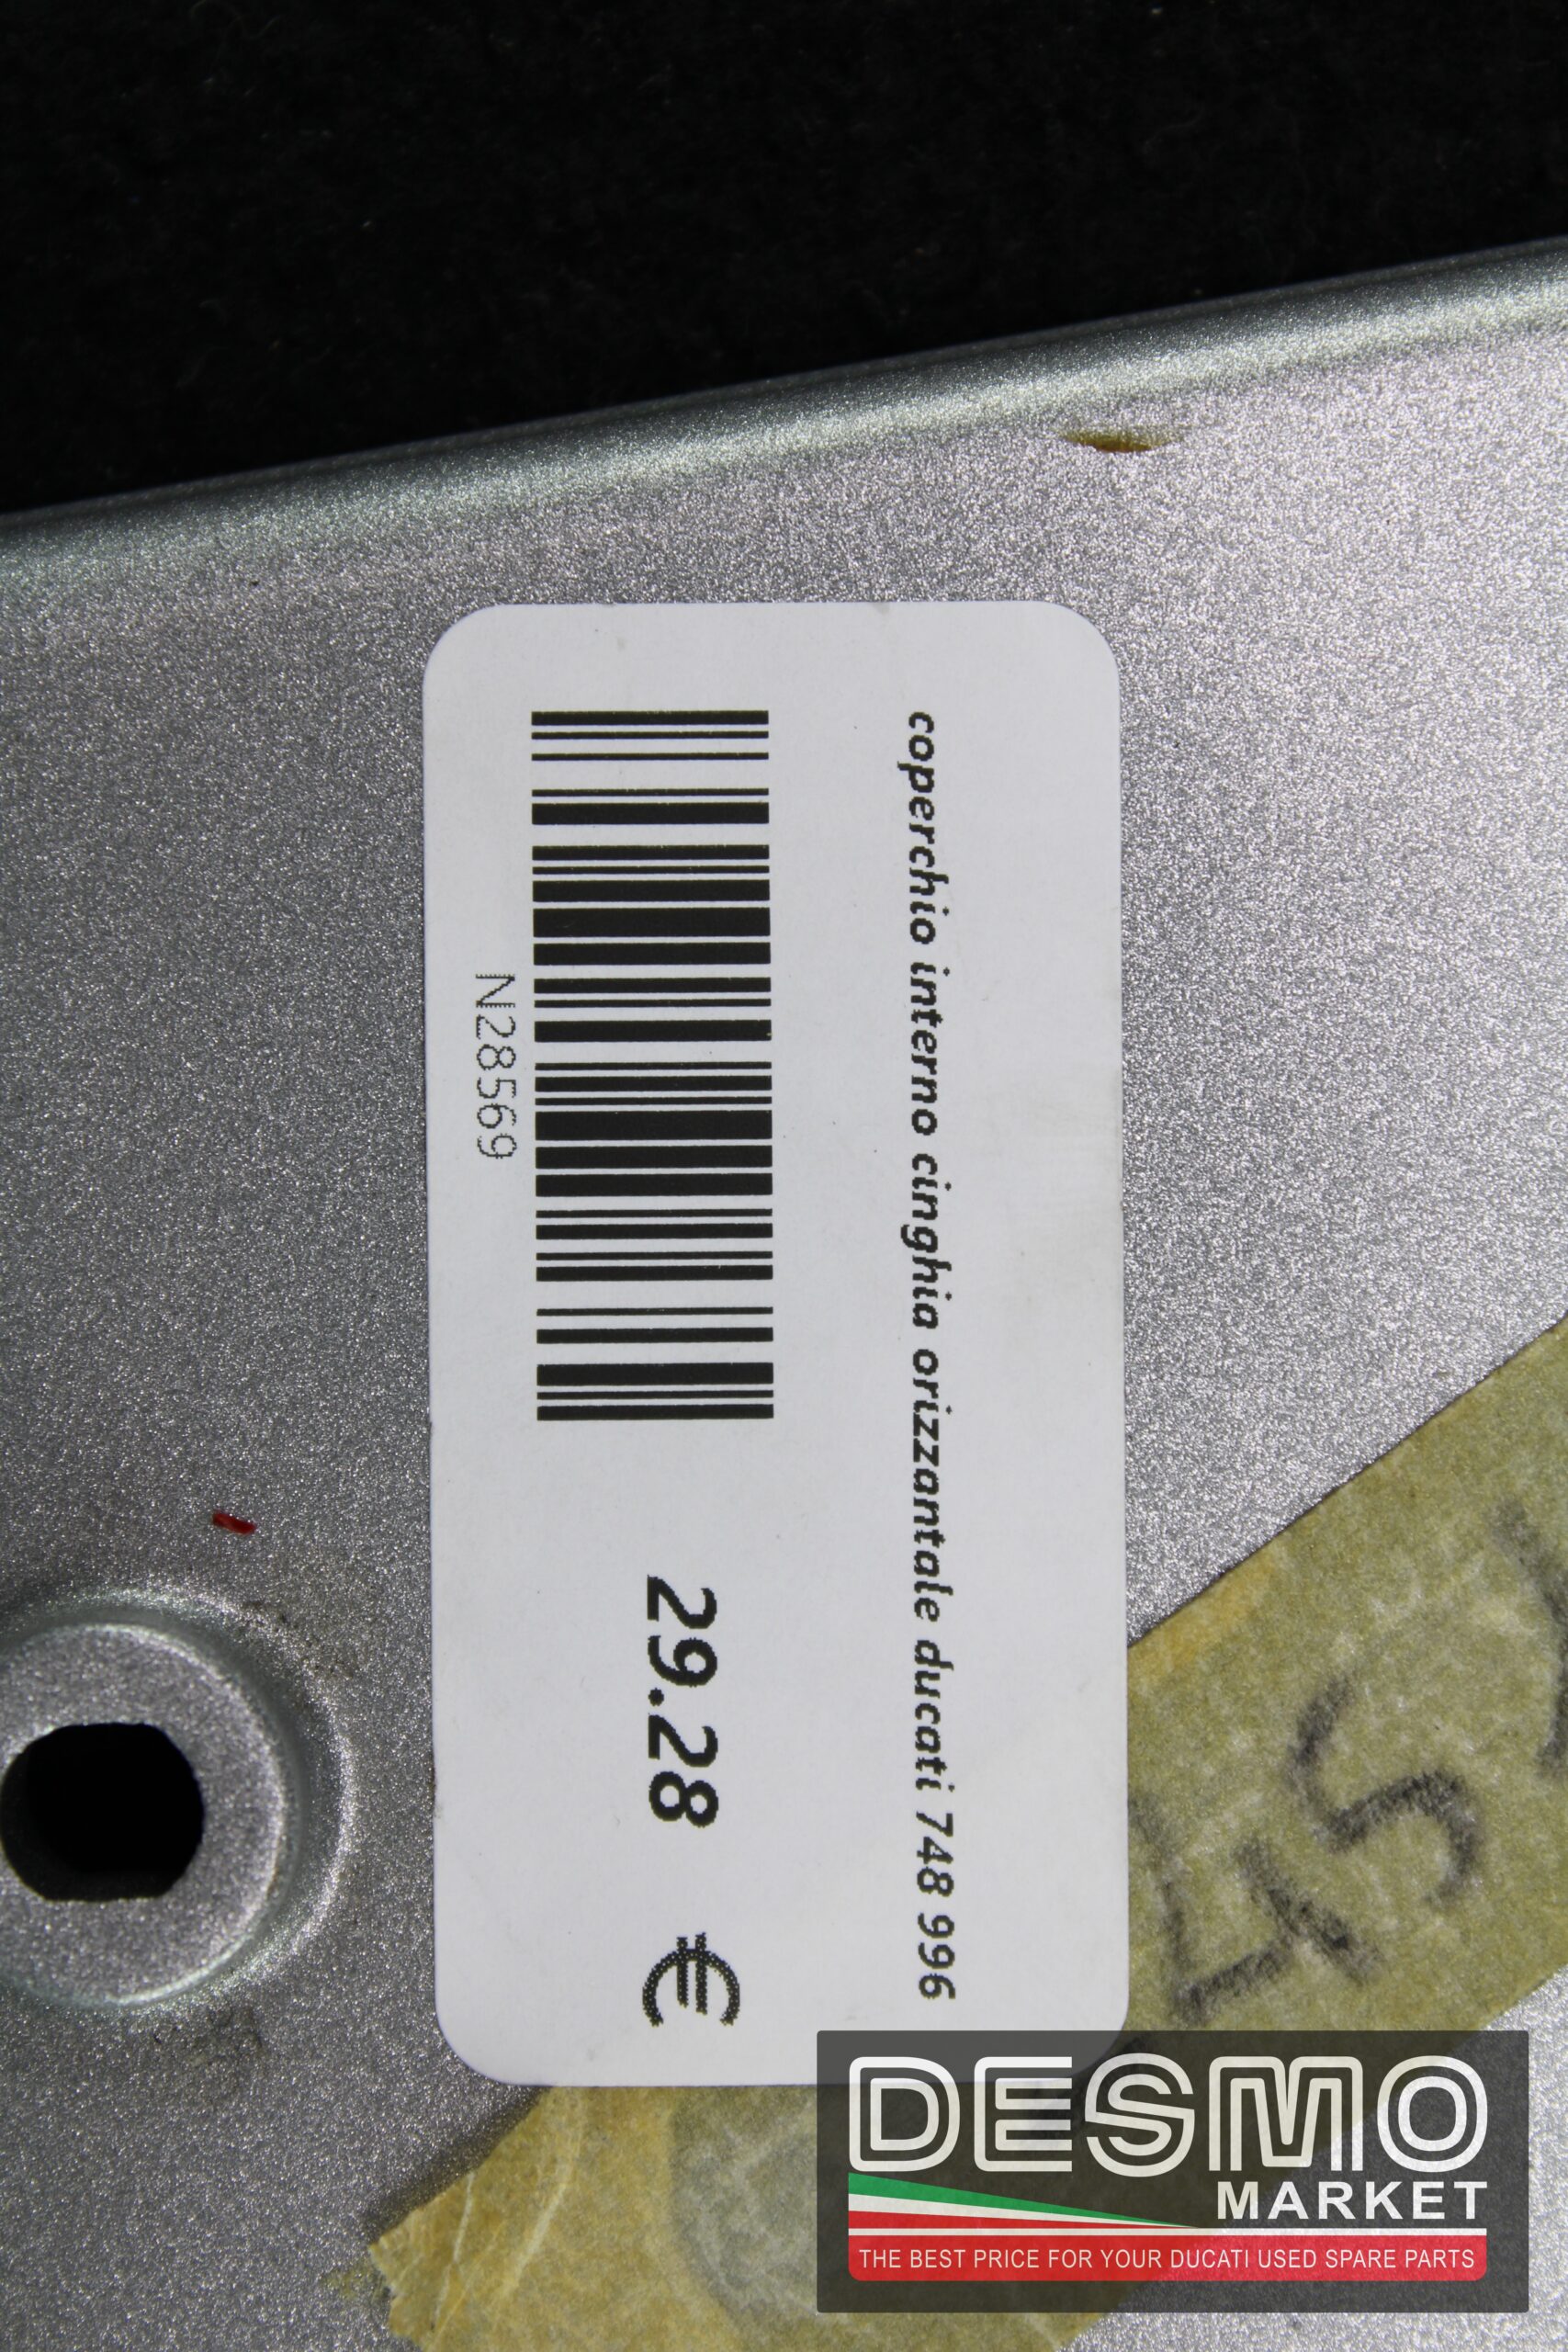 coperchio interno cinghia orizzantale ducati 748 996
N28569
29.28 €
DESMO
MARKET
THE BEST PRICE FOR YOUR DUCATI USED SPARE PARTS